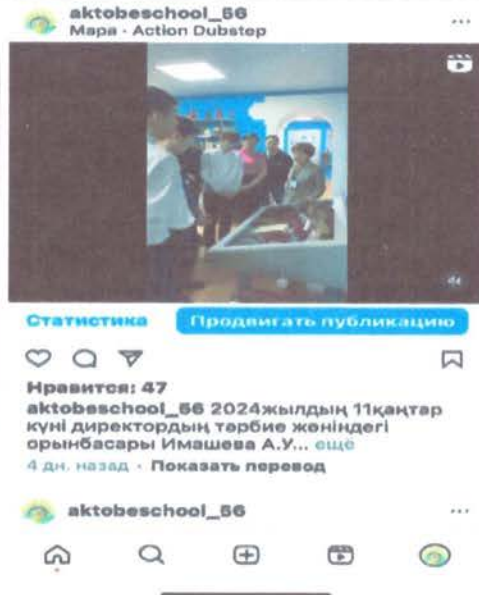 aktobeschool_56
Мара · Action Dubstep
Статистика
Продвигать публикацию
Нравится: 47
aktobeschool_56 2024жылдың 11қаңтар
күні директордың тәрбие жөніндегі
орынбасары Имашева А.У... ещё
4 дн. назад · Показать перевод
aktobeschool_56